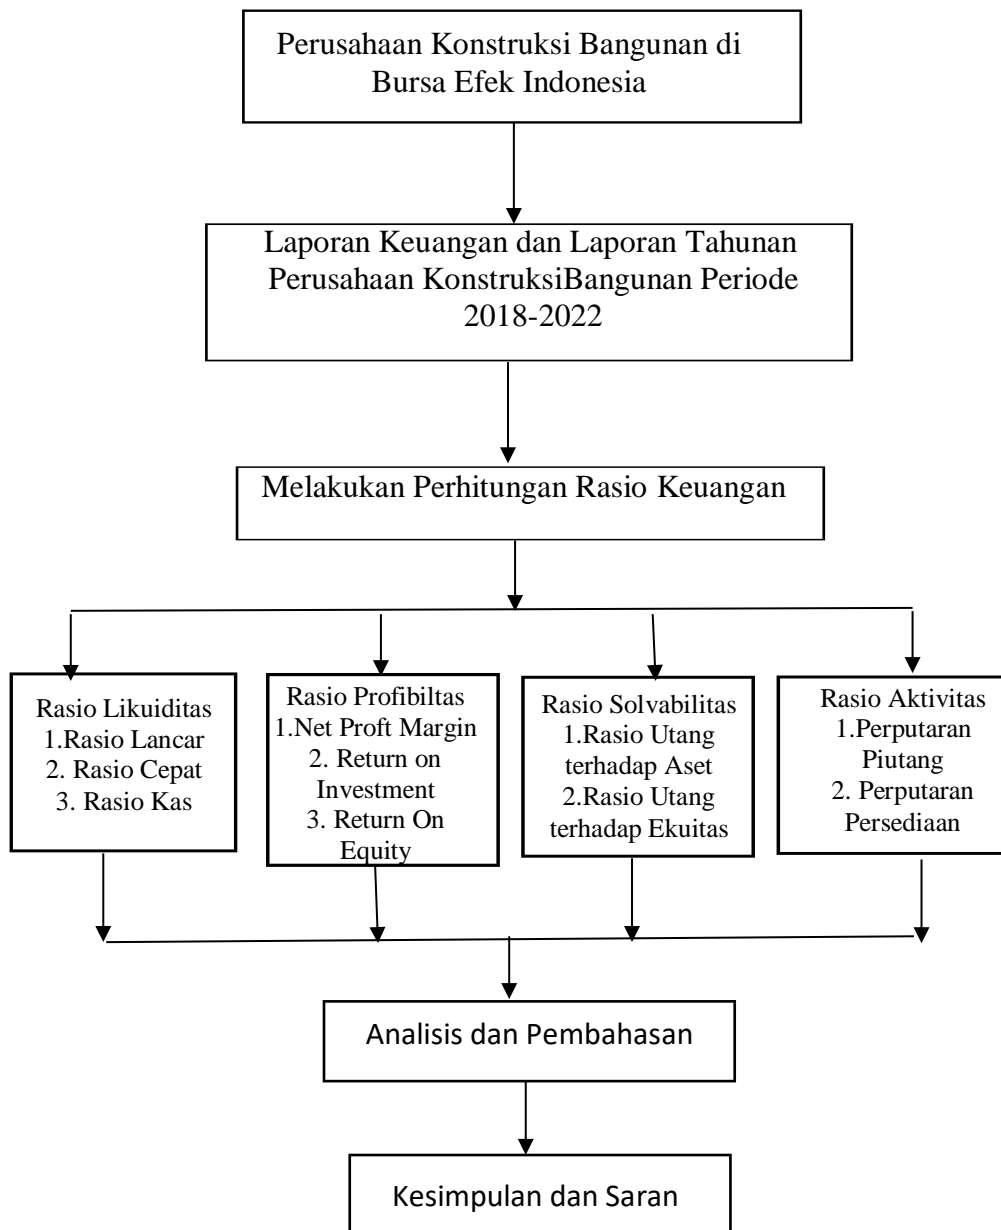 Perusahaan Konstruksi Bangunan di
Bursa Efek Indonesia
Laporan Keuangan dan Laporan Tahunan
Perusahaan KonstruksiBangunan Periode
2018-2022
Melakukan Perhitungan Rasio Keuangan
Rasio Likuiditas
1.Rasio Lancar
2. Rasio Cepat
3. Rasio Kas
Rasio Profibiltas
1.Net Proft Margin
2. Return on
Investment
3. Return On
Equity
Rasio Solvabilitas
1.Rasio Utang
terhadap Aset
2.Rasio Utang
terhadap Ekuitas
Rasio Aktivitas
1.Perputaran
Piutang
2. Perputaran
Persediaan
Analisis dan Pembahasan
Kesimpulan dan Saran